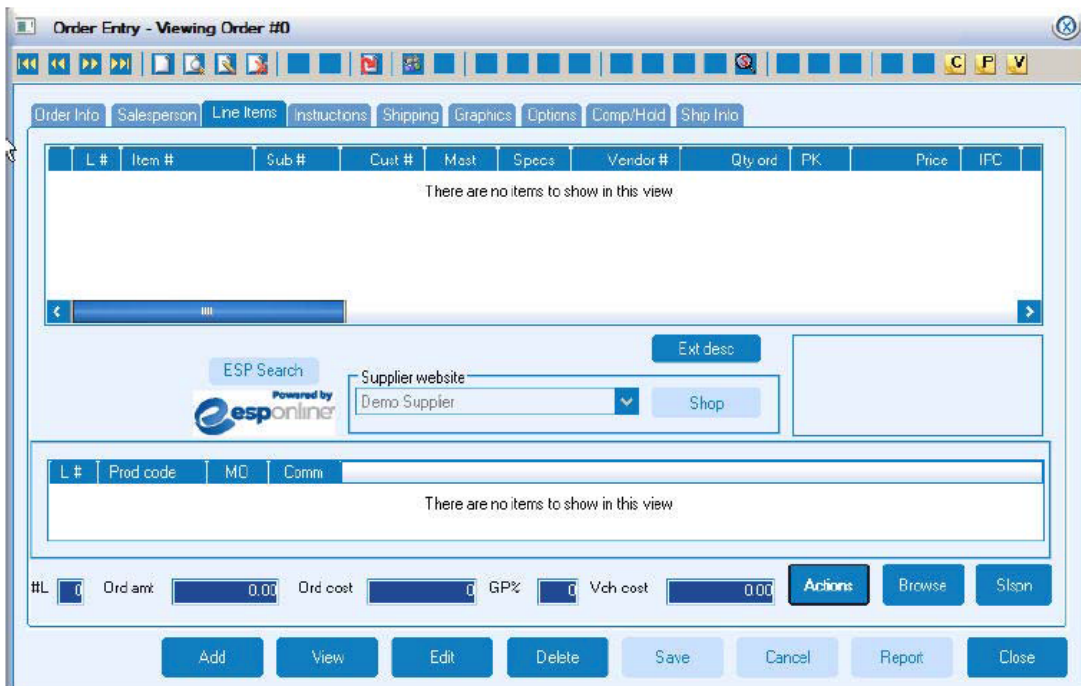 Order Entry - Viewing Order #0
C P V
Order Info Salesperson Line Items Instructions Shipping Graphics Options Comp/Hold Ship Info
L # Item # Sub # Cust # Mast Specs Vendor # Qty ord PK Price IFC
There are no items to show in this view
Ext desc
ESP Search
Supplier website
Powered by
esponline
Demo Supplier
Shop
L # Prod code MO Comm
There are no items to show in this view
#L 0 Ord amt 0.00 Ord cost 0 GP% 0 Vch cost 0.00 Actions Browse Slspn
Add View Edit Delete Save Cancel Report Close